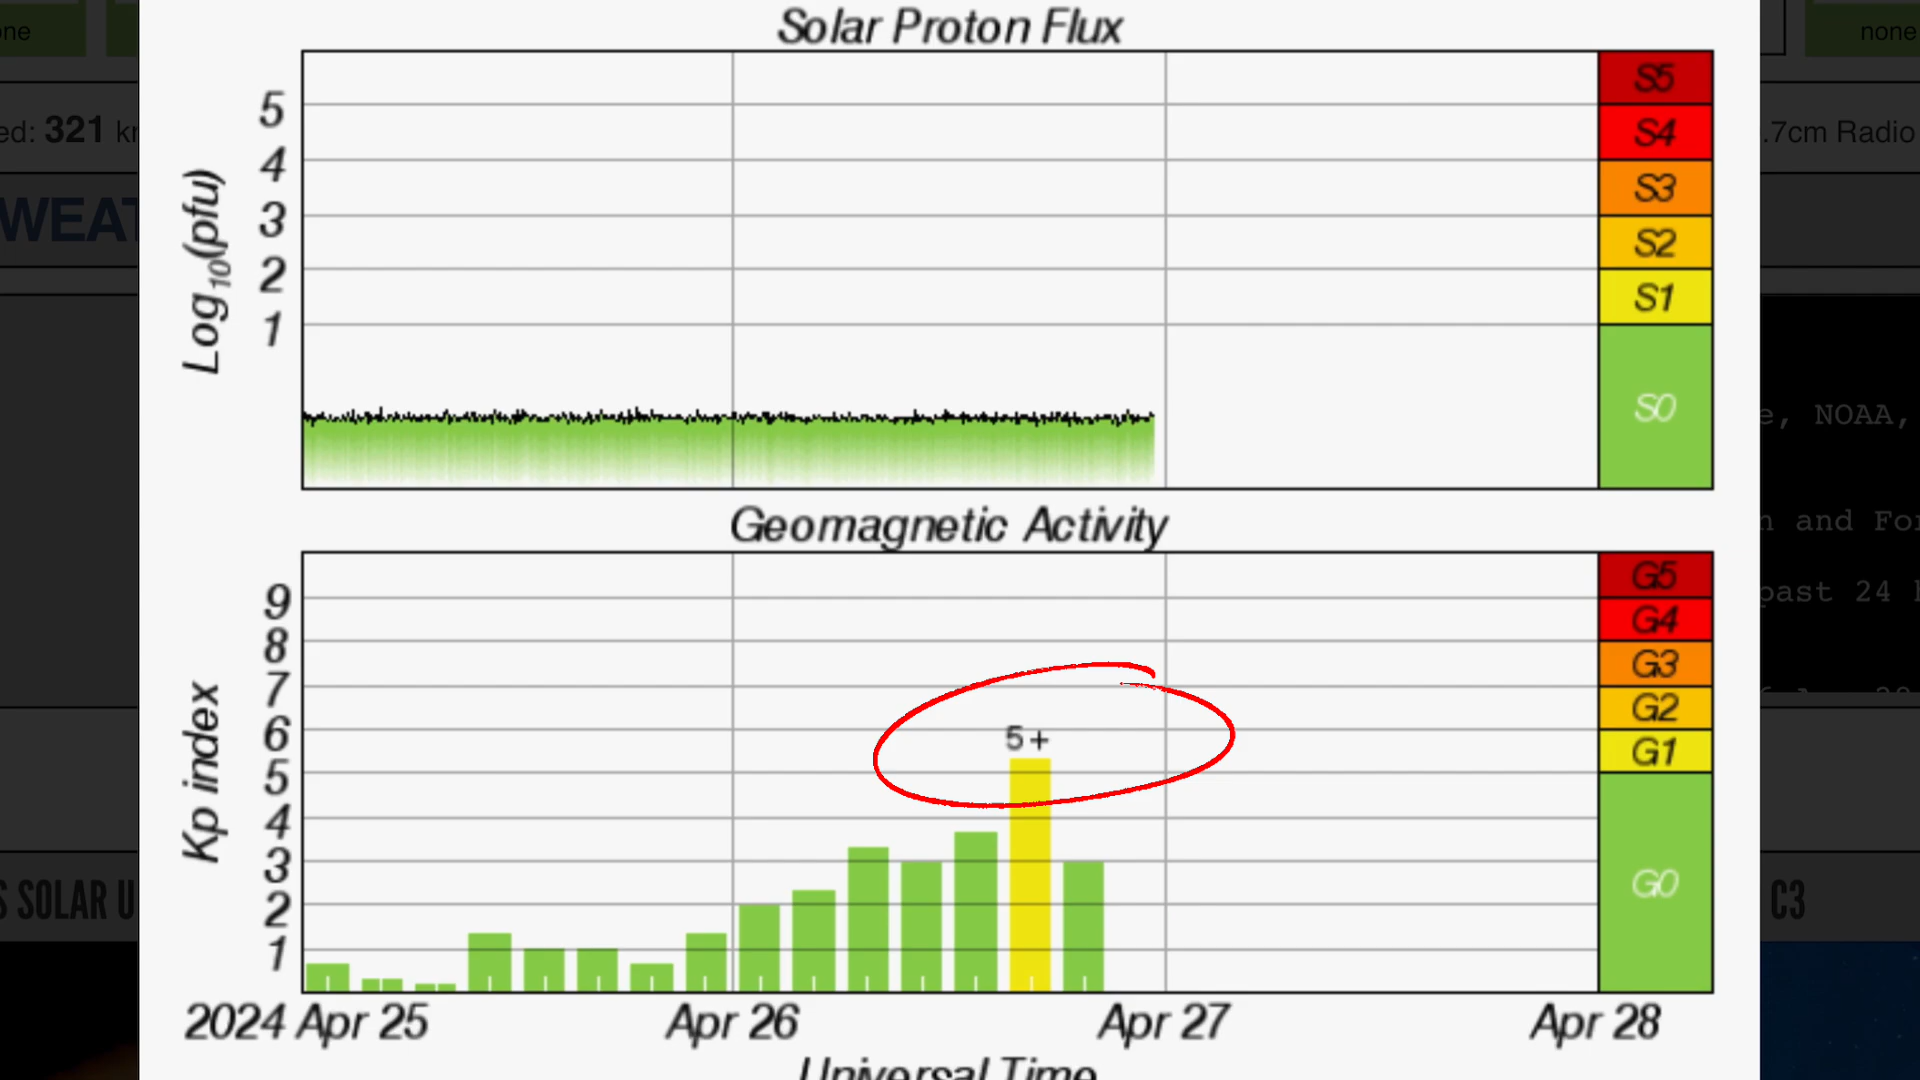 Solar Proton Flux
none
S5
5
S4
ed: 321
.7cm Radio
4
S3
3
S2
2
S1
1
Log10(pfu)
S0
e, NOAA,
Geomagnetic Activity
G5
9
past 24
G4
8
G3
7
G2
6
5+
G1
5
Kp index
4
3
G0
SOLAR
C3
2
1
2024 Apr 25
Apr 26
Apr 27
Apr 28
Universal Time